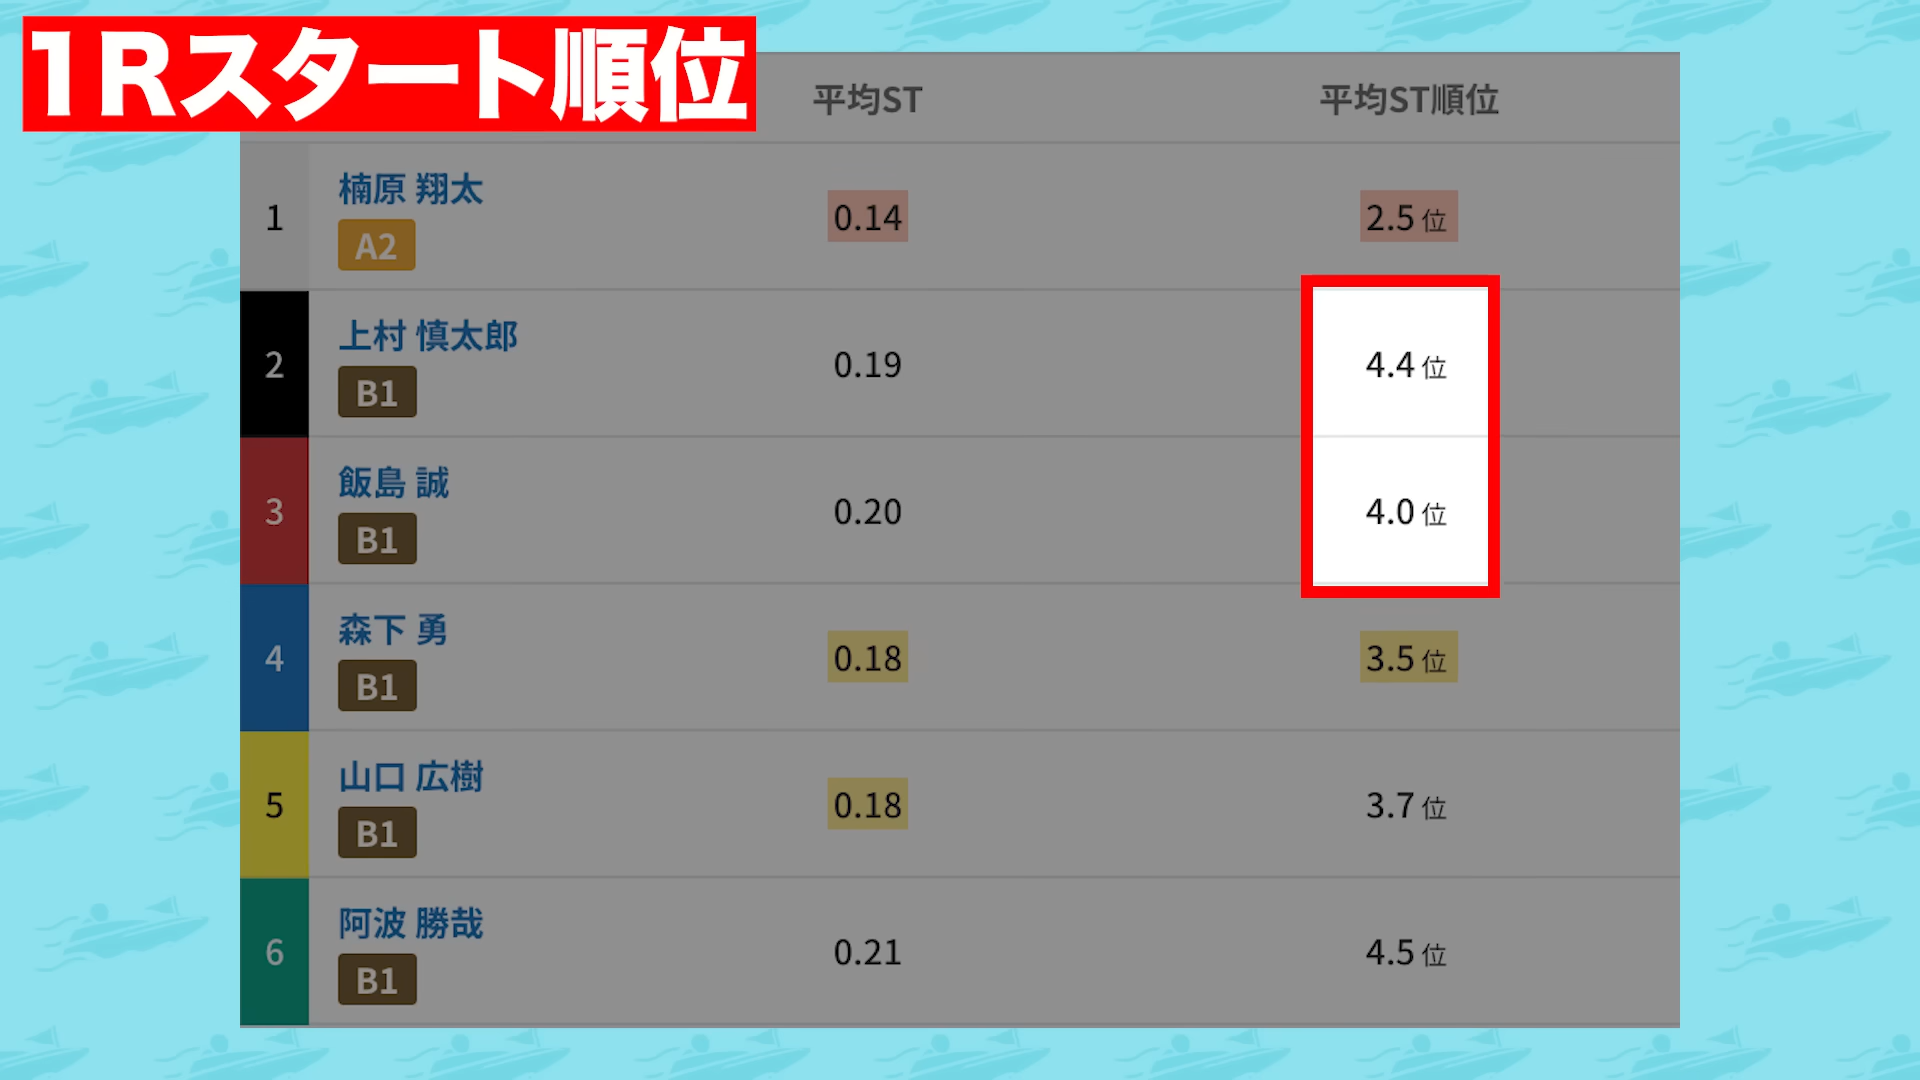 1Rスタート順位
平均ST 平均ST順位
1 楠原 翔太 A2 0.14 2.5位
2 上村 慎太郎 B1 0.19 4.4位
3 飯島 誠 B1 0.20 4.0位
4 森下 勇 B1 0.18 3.5位
5 山口 広樹 B1 0.18 3.7位
6 阿波 勝哉 B1 0.21 4.5位